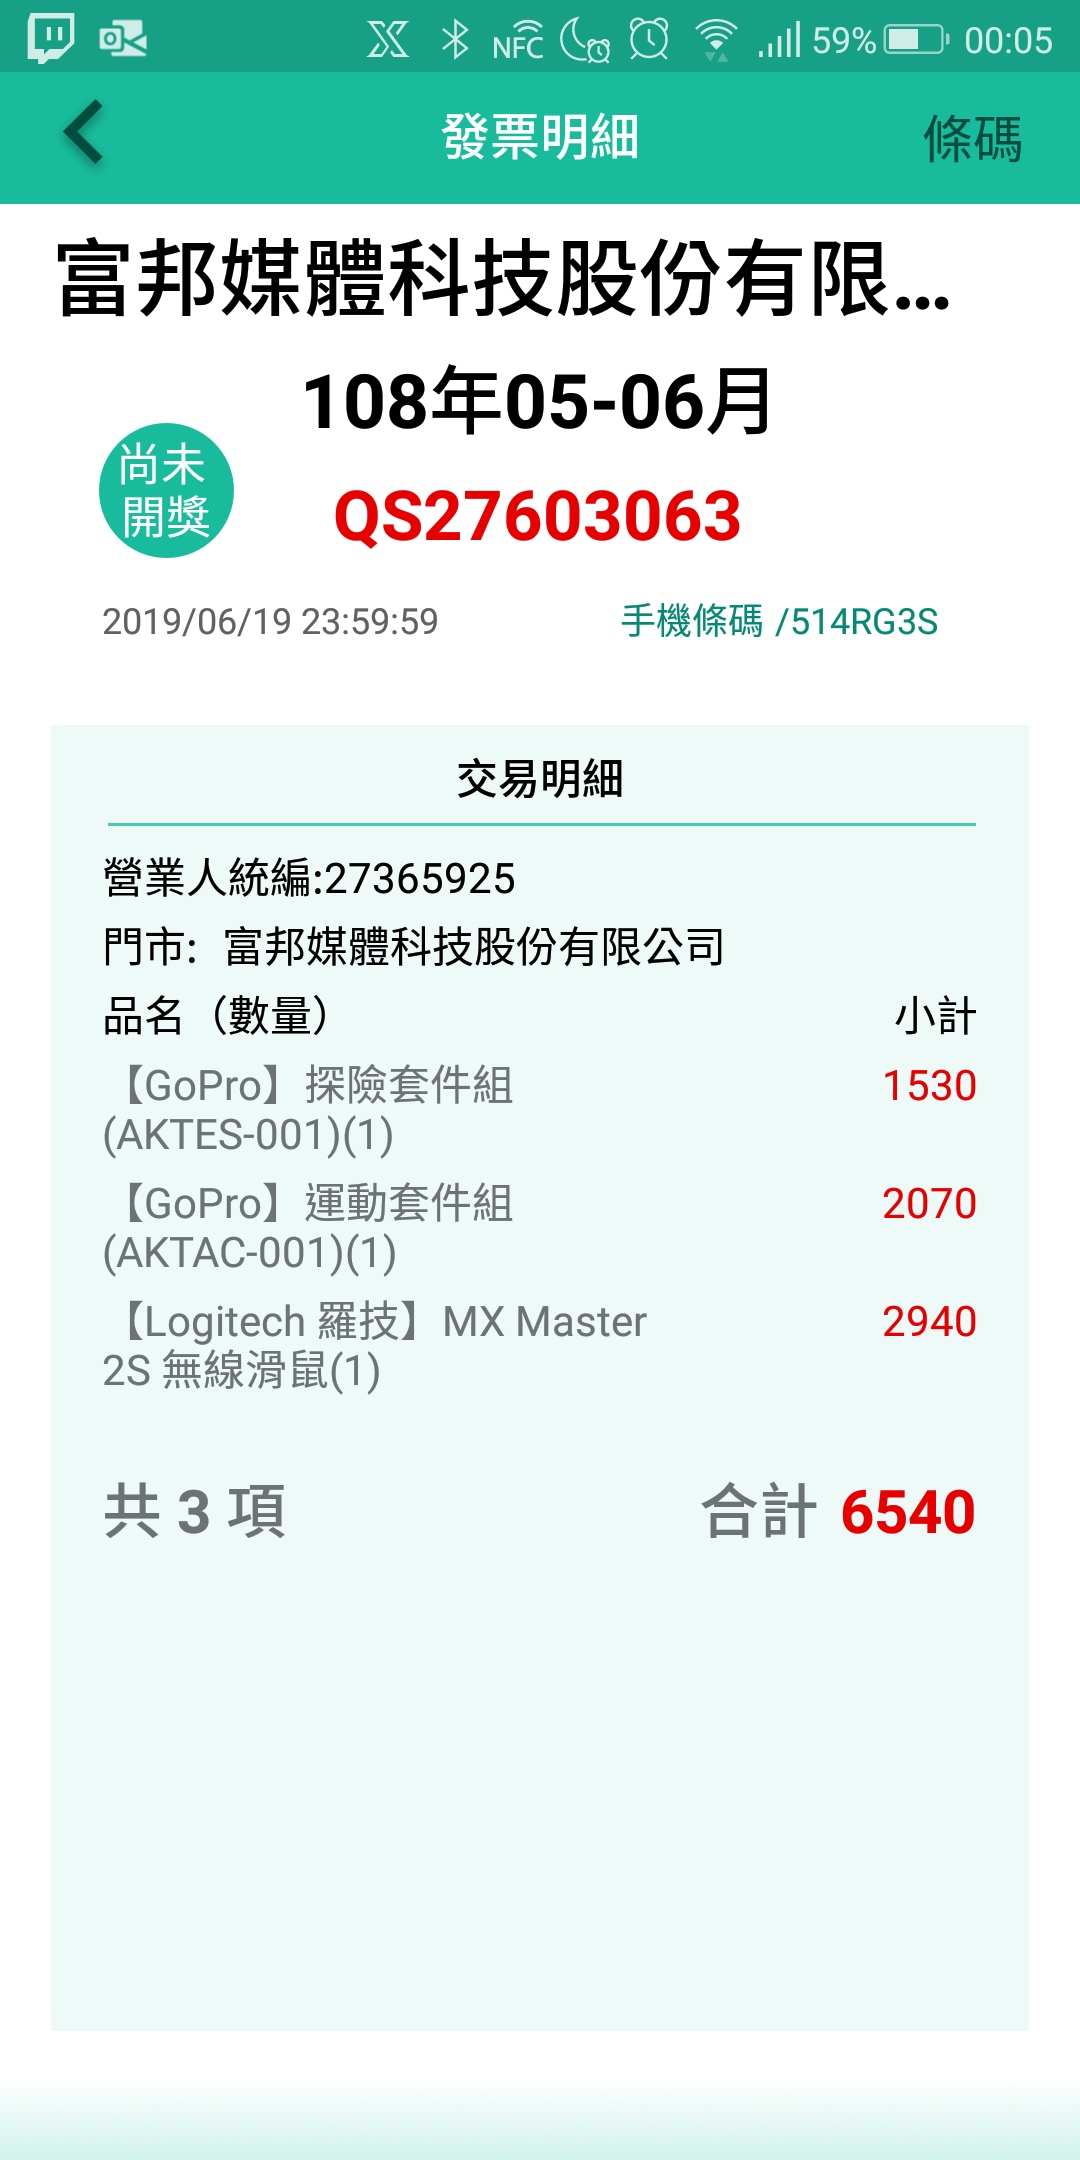 NFC 59% 00:05
發票明細 條碼
富邦媒體科技股份有限...
108年05-06月
尚未
開獎
QS27603063
2019/06/19 23:59:59 手機條碼 /514RG3S
交易明細
營業人統編:27365925
門市: 富邦媒體科技股份有限公司
品名（數量） 小計
【GoPro】探險套件組 1530
(AKTES-001)(1)
【GoPro】運動套件組 2070
(AKTAC-001)(1)
【Logitech 羅技】MX Master 2940
2S 無線滑鼠(1)
共 3 項 合計 6540